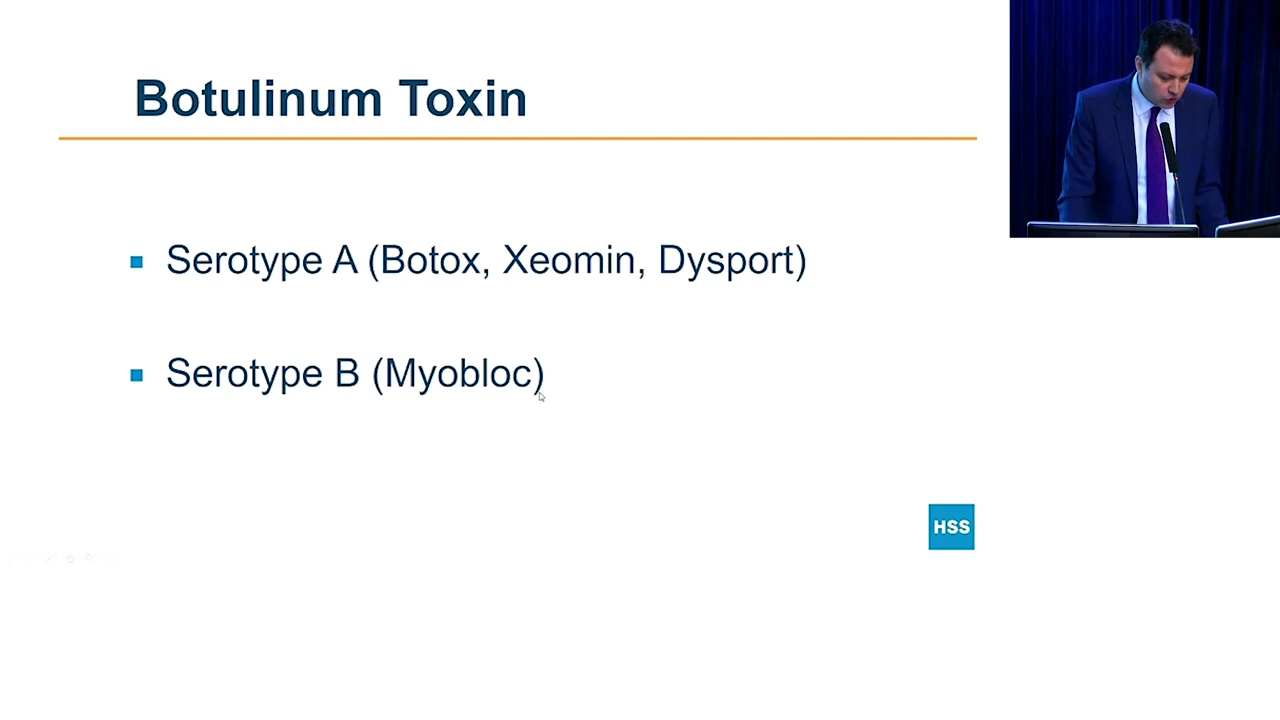 Botulinum Toxin
Serotype A (Botox, Xeomin, Dysport)
Serotype B (Myobloc)
HSS